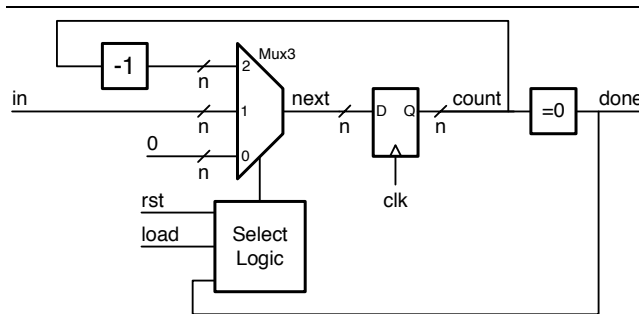 Mux3
-1
n
2
in
n
1
next
n
D
Q
n
count
=0
done
0
n
0
clk
rst
load
Select
Logic